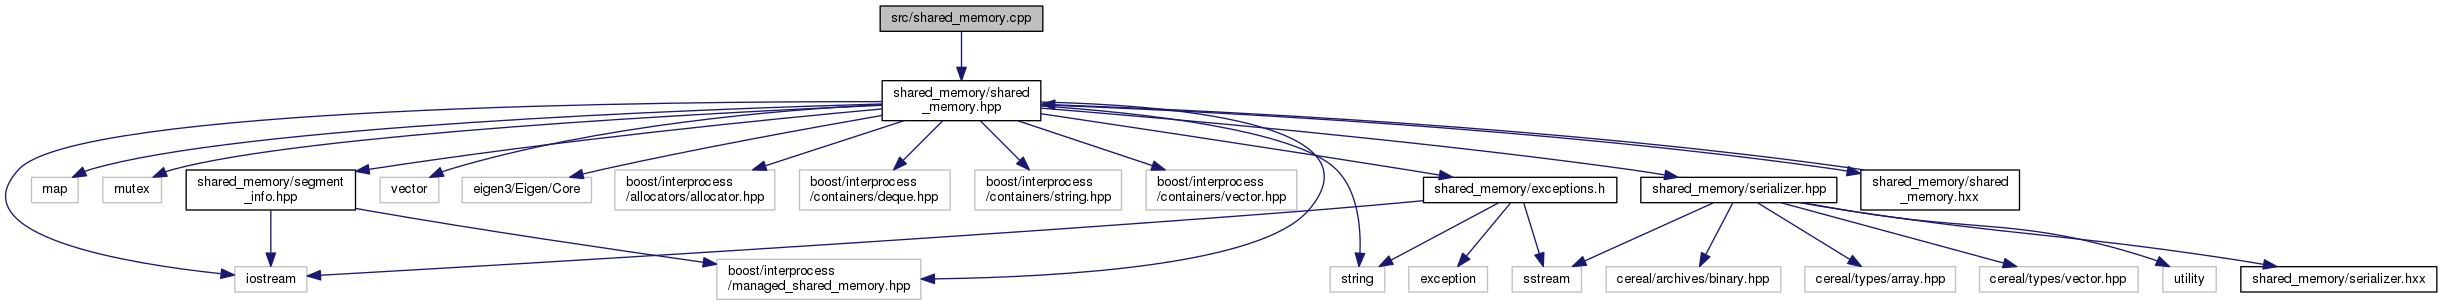 src/shared_memory.cpp
shared_memory/shared
_memory.hpp
map
mutex
shared_memory/segment
_info.hpp
vector
eigen3/Eigen/Core
boost/interprocess
/allocators/allocator.hpp
boost/interprocess
/containers/deque.hpp
boost/interprocess
/containers/string.hpp
boost/interprocess
/containers/vector.hpp
shared_memory/exceptions.h
shared_memory/serializer.hpp
shared_memory/shared
_memory.hxx
iostream
boost/interprocess
/managed_shared_memory.hpp
string
exception
sstream
cereal/archives/binary.hpp
cereal/types/array.hpp
cereal/types/vector.hpp
utility
shared_memory/serializer.hxx